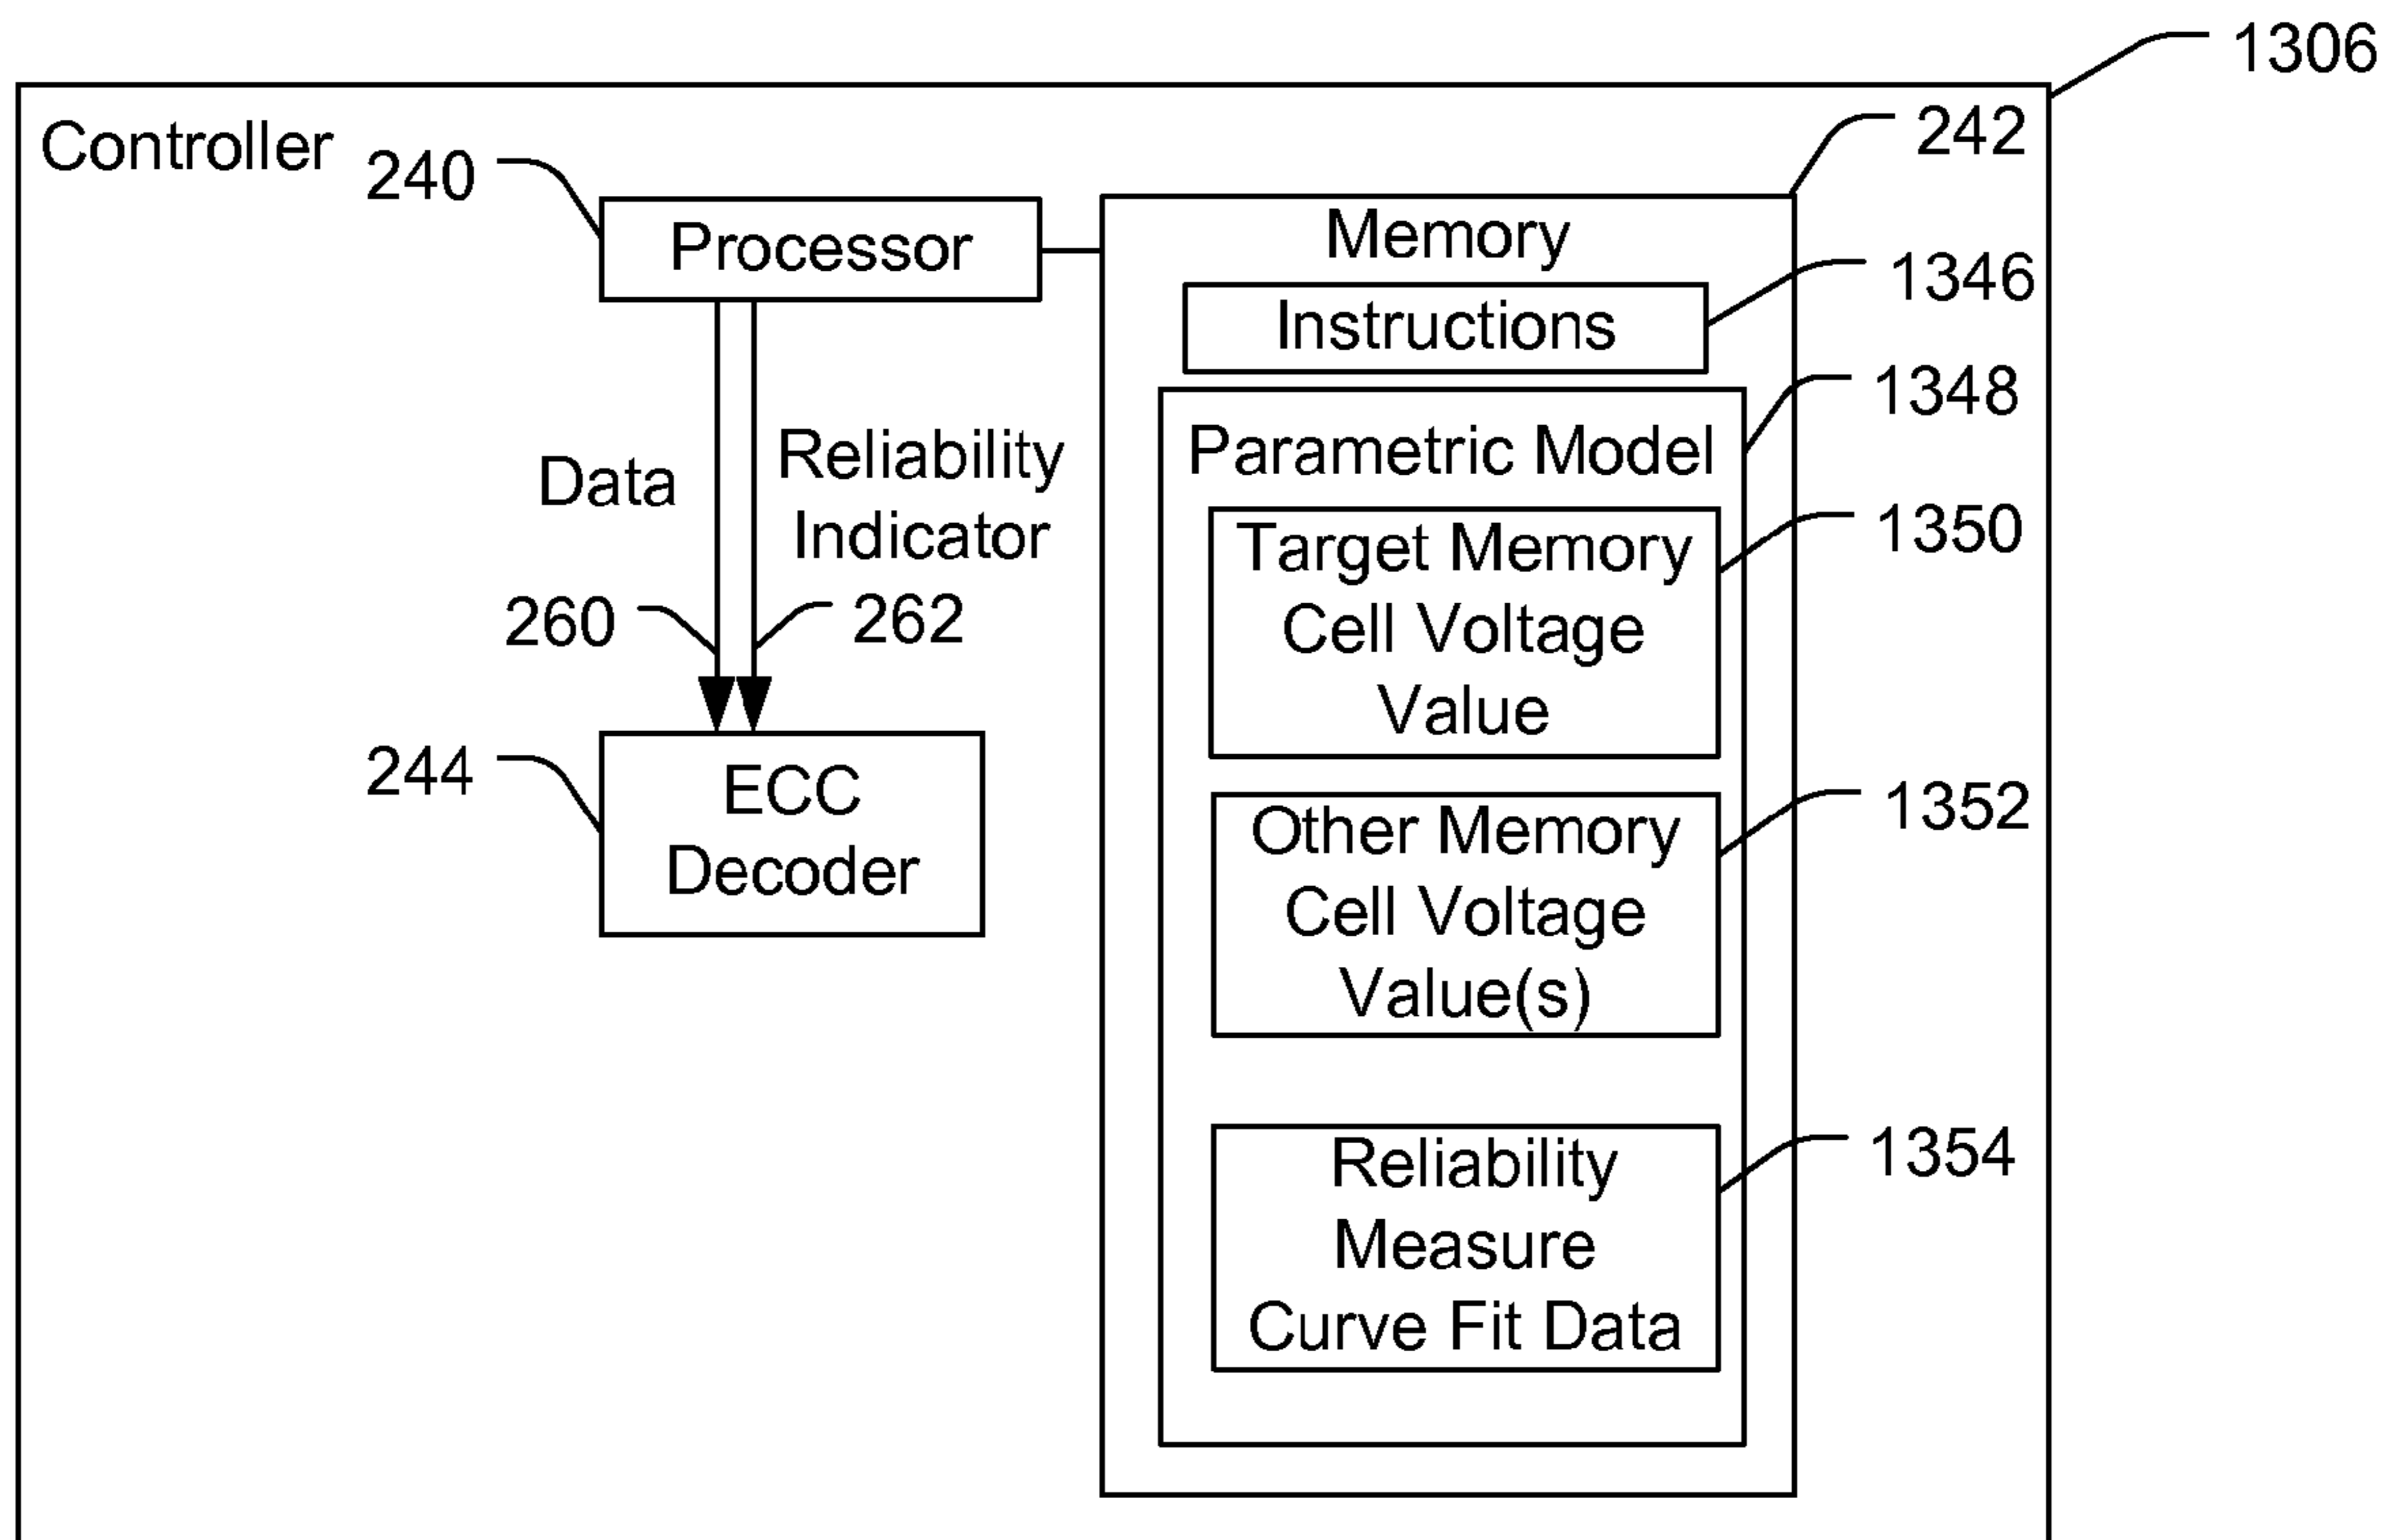 1306
Controller
240
242
Processor
Memory
1346
Instructions
1348
Parametric Model
Data
Reliability
Indicator
260
262
1350
Target Memory
Cell Voltage
Value
244
ECC
Decoder
1352
Other Memory
Cell Voltage
Value(s)
1354
Reliability
Measure
Curve Fit Data